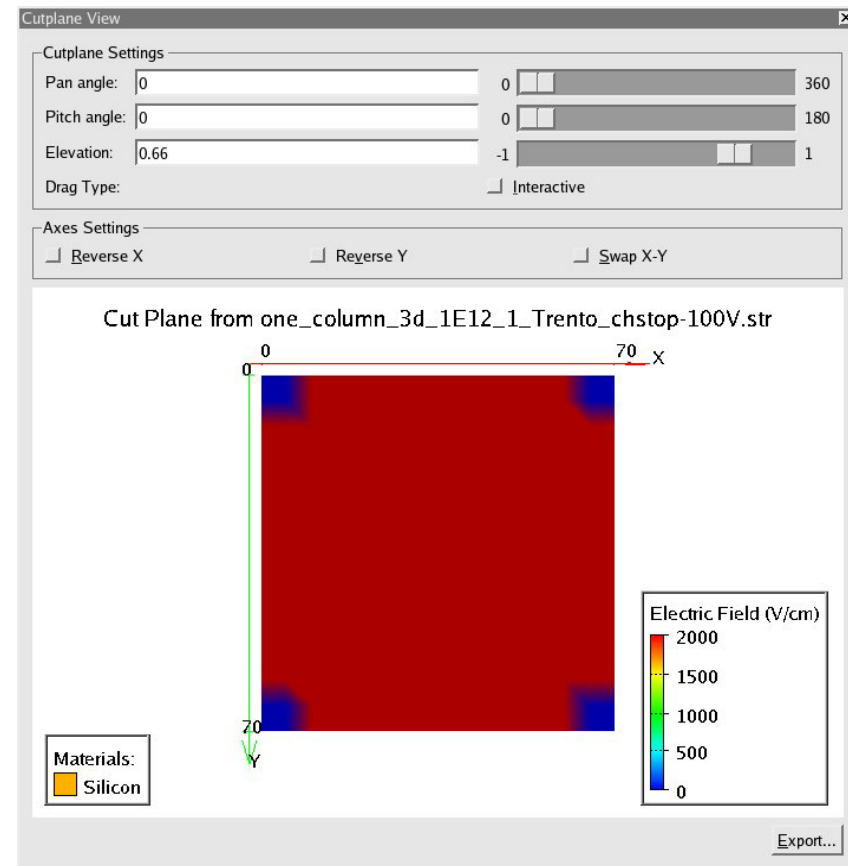 Cutplane View
Cutplane Settings
Pan angle: 0 0 360
Pitch angle: 0 0 180
Elevation: 0.66 -1 1
Drag Type: Interactive
Axes Settings
Reverse X Reverse Y Swap X-Y
Cut Plane from one_column_3d_1E12_1_Trento_chstop-100V.str
0 70 X
0
70
Y
Electric Field (V/cm)
2000
1500
1000
500
0
Materials:
Silicon
Export...